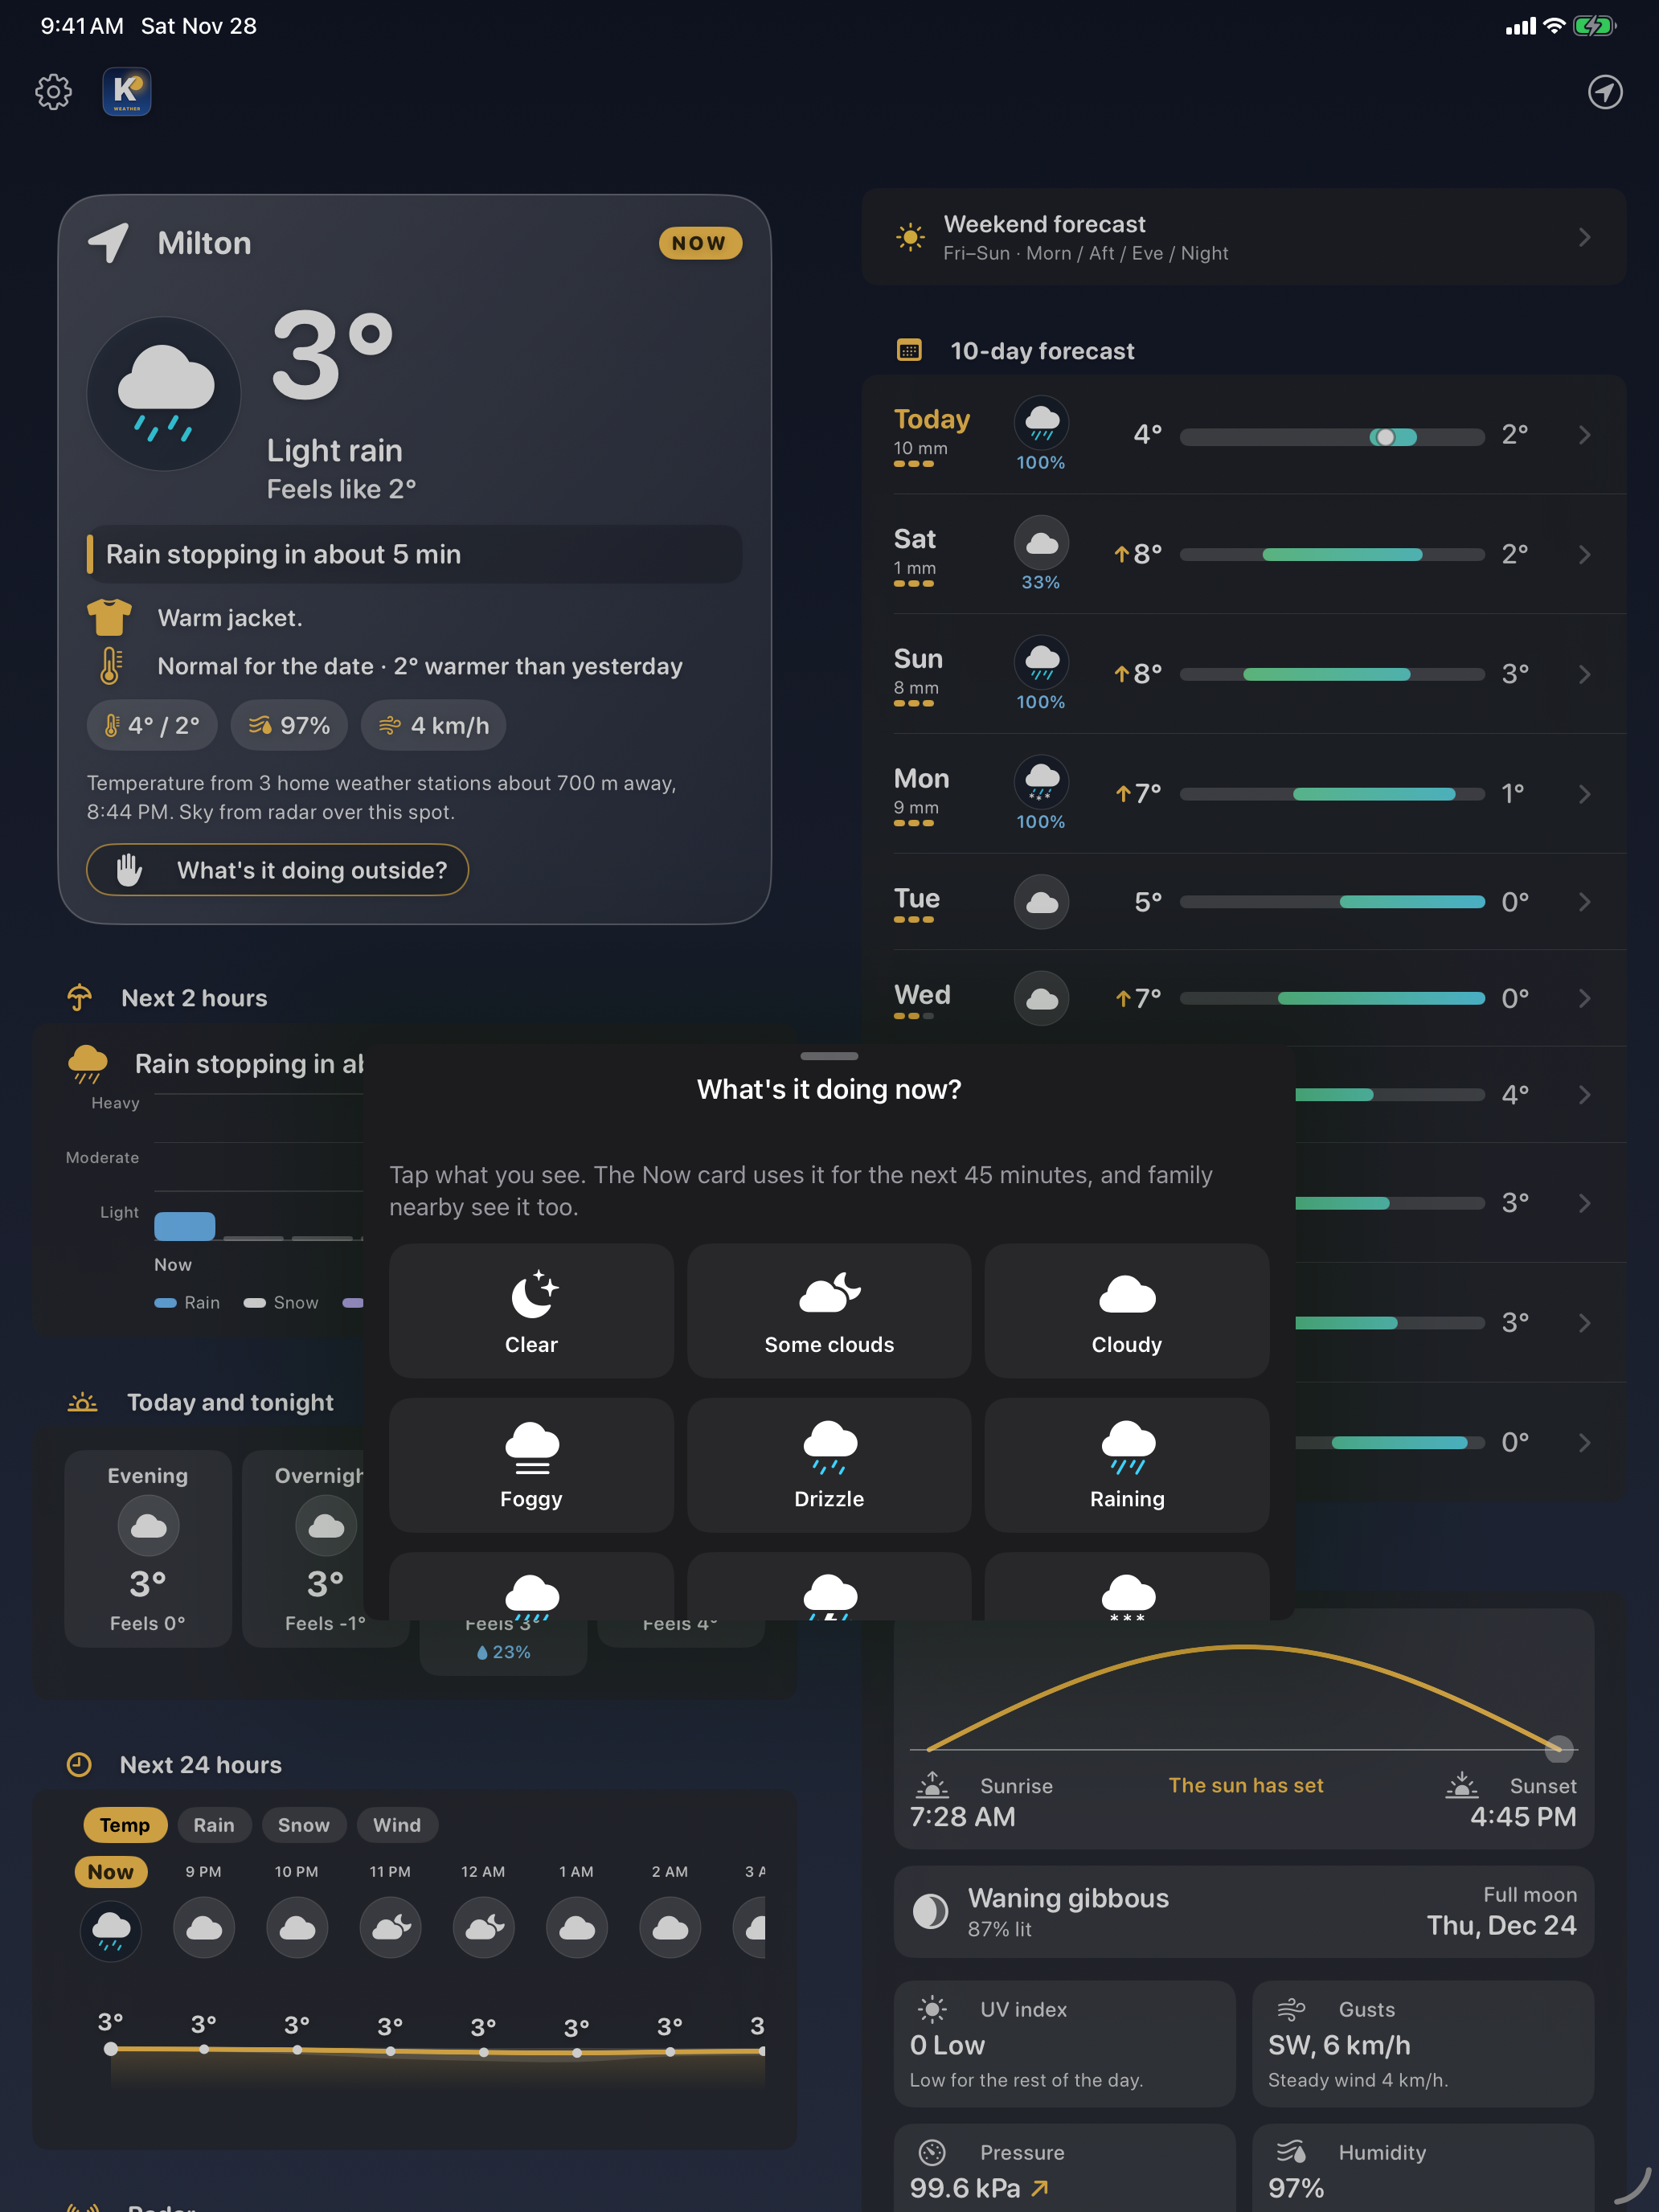 9:41 AM Sat Nov 28
K
WEATHER
Milton
NOW
3°
Light rain
Feels like 2°
Rain stopping in about 5 min
Warm jacket.
Normal for the date · 2° warmer than yesterday
4° / 2°
97%
4 km/h
Temperature from 3 home weather stations about 700 m away,
8:44 PM. Sky from radar over this spot.
What's it doing outside?
Next 2 hours
Rain stopping in ab
Heavy
Moderate
Light
Now
Rain
Snow
Today and tonight
Evening
3°
Feels 0°
Overnigh
3°
Feels -1°
Feels 3°
23%
Feels 4°
Next 24 hours
Temp
Rain
Snow
Wind
Now
9 PM
10 PM
11 PM
12 AM
1 AM
2 AM
3 A
3°
3°
3°
3°
3°
3°
3°
3
Weekend forecast
Fri–Sun · Morn / Aft / Eve / Night
10-day forecast
Today
10 mm
100%
4°
2°
Sat
1 mm
33%
↑8°
2°
Sun
8 mm
100%
↑8°
3°
Mon
9 mm
100%
↑7°
1°
Tue
5°
0°
Wed
↑7°
0°
4°
3°
3°
0°
What's it doing now?
Tap what you see. The Now card uses it for the next 45 minutes, and family
nearby see it too.
Clear
Some clouds
Cloudy
Foggy
Drizzle
Raining
Sunrise
7:28 AM
The sun has set
Sunset
4:45 PM
Waning gibbous
87% lit
Full moon
Thu, Dec 24
UV index
0 Low
Low for the rest of the day.
Gusts
SW, 6 km/h
Steady wind 4 km/h.
Pressure
99.6 kPa
Humidity
97%